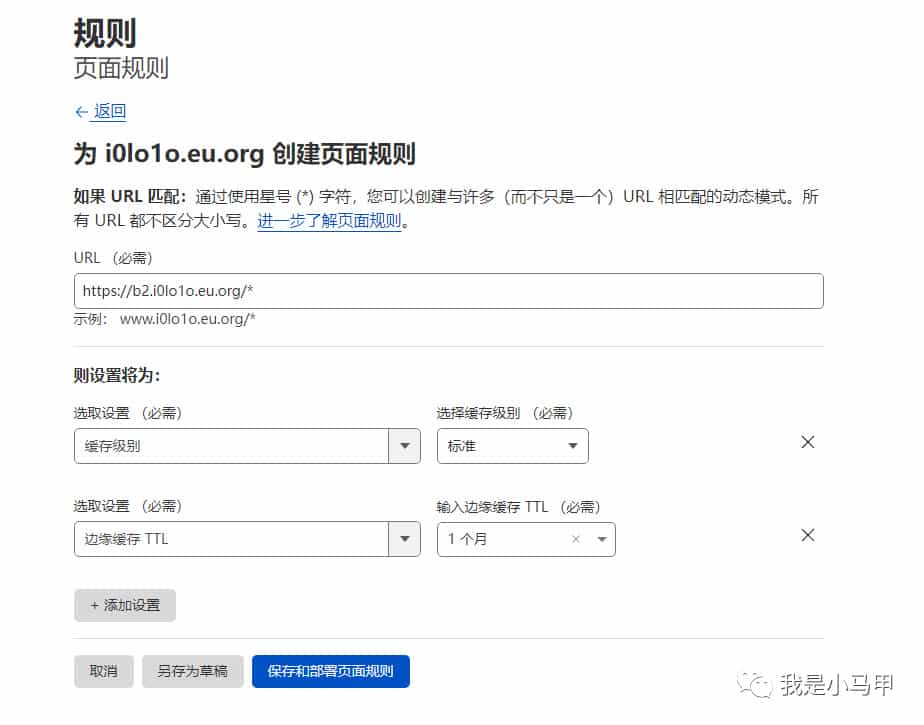 规则
页面规则
← 返回
为 i0lo1o.eu.org 创建页面规则
如果 URL 匹配：通过使用星号 (*) 字符，您可以创建与许多（而不只是一个）URL 相匹配的动态模式。所
有 URL 都不区分大小写。进一步了解页面规则。
URL （必需）
https://b2.i0lo1o.eu.org/*
示例： www.i0lo1o.eu.org/*
则设置将为：
选取设置 （必需） 选择缓存级别 （必需）
缓存级别 标准
选取设置 （必需） 输入边缘缓存 TTL （必需）
边缘缓存 TTL 1 个月
+ 添加设置
取消 另存为草稿 保存和部署页面规则
我是小马甲